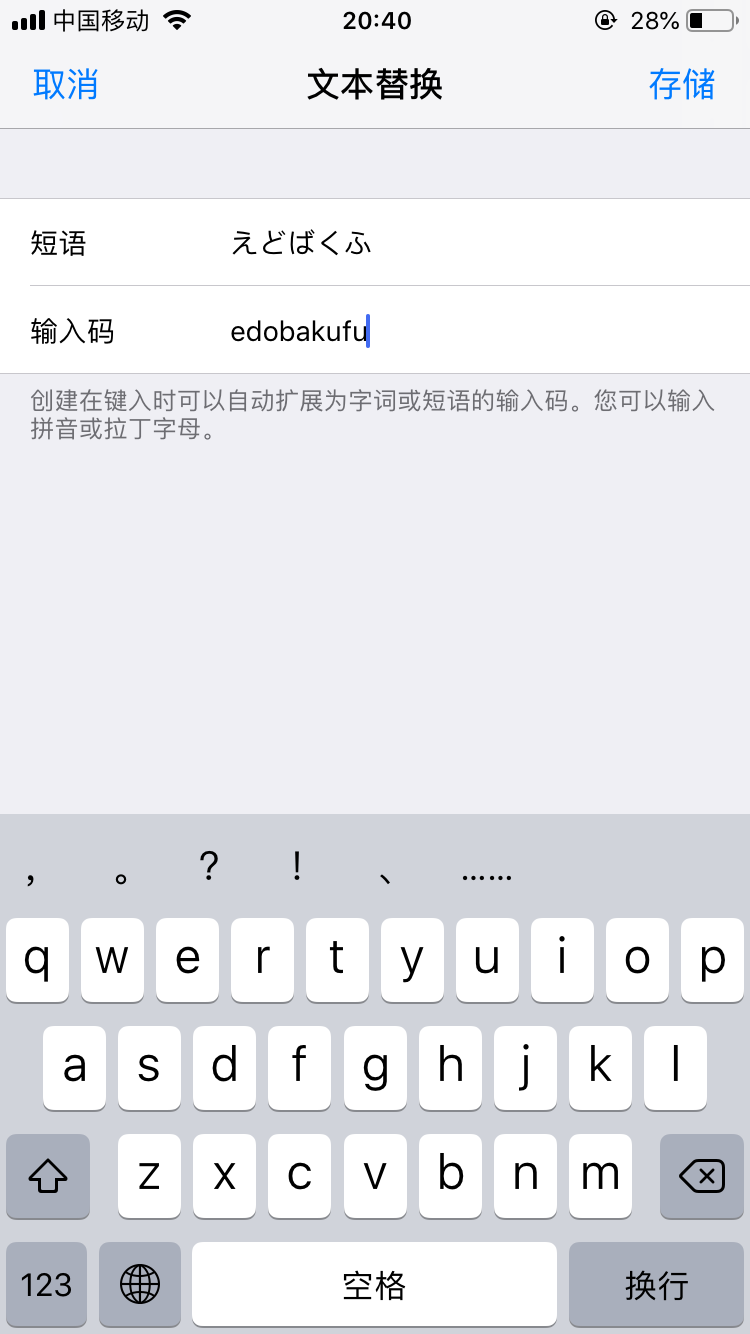 中国移动 20:40 28%
取消 文本替换 存储
短语 えどばくふ
输入码 edobakufu
创建在键入时可以自动扩展为字词或短语的输入码。您可以输入
拼音或拉丁字母。
， 。 ? ! 、 ……
q w e r t y u i o p
a s d f g h j k l
z x c v b n m
123 空格 换行